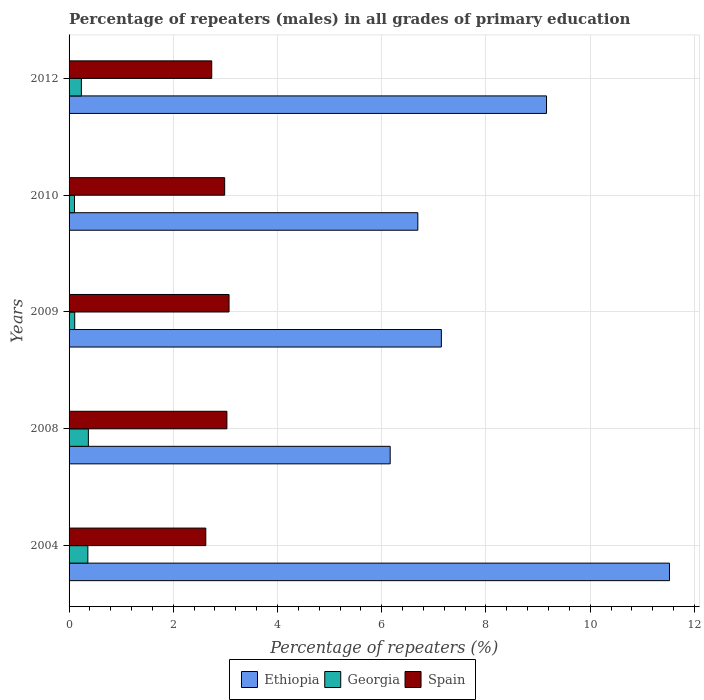 Percentage of repeaters (males) in all grades of primary education
2012
2010
2009
2008
2004
Years
0
2
4
6
8
10
12
Percentage of repeaters (%)
Ethiopia
Georgia
Spain